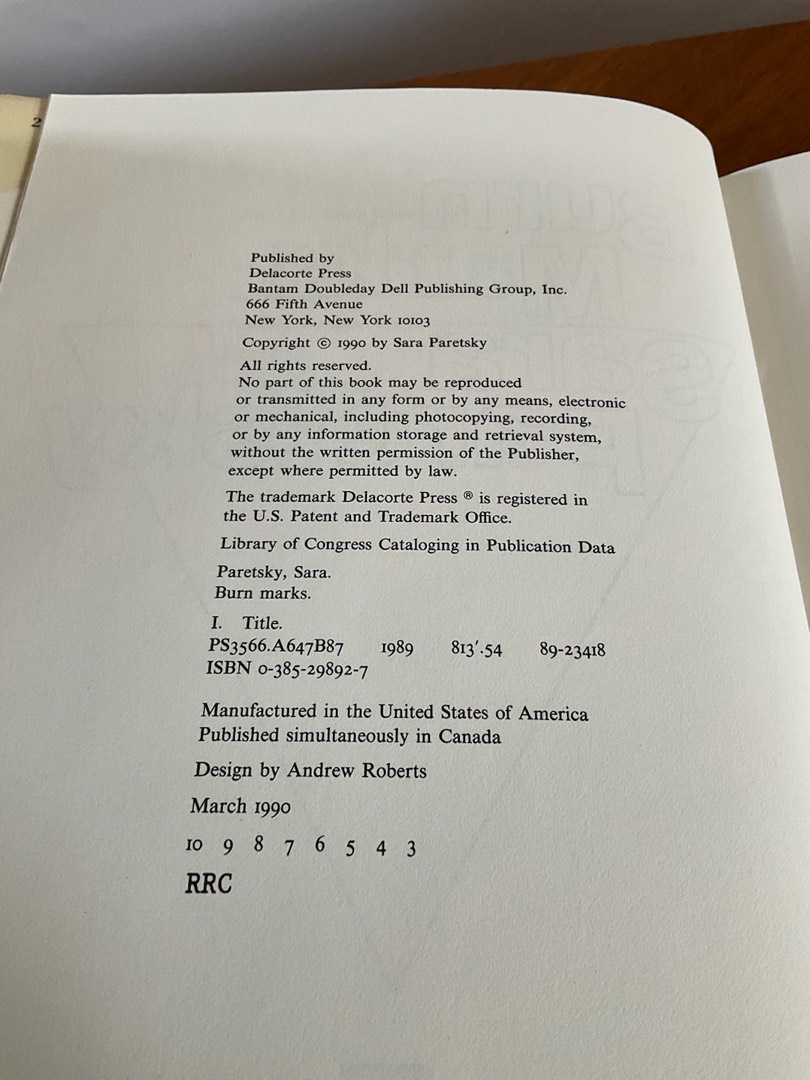 2
Published by
Delacorte Press
Bantam Doubleday Dell Publishing Group, Inc.
666 Fifth Avenue
New York, New York 10103
Copyright © 1990 by Sara Paretsky
All rights reserved.
No part of this book may be reproduced
or transmitted in any form or by any means, electronic
or mechanical, including photocopying, recording,
or by any information storage and retrieval system,
without the written permission of the Publisher,
except where permitted by law.
The trademark Delacorte Press ® is registered in
the U.S. Patent and Trademark Office.
Library of Congress Cataloging in Publication Data
Paretsky, Sara.
Burn marks.
I. Title.
PS3566.A647B87 1989 813′.54 89-23418
ISBN 0-385-29892-7
Manufactured in the United States of America
Published simultaneously in Canada
Design by Andrew Roberts
March 1990
10 9 8 7 6 5 4 3
RRC